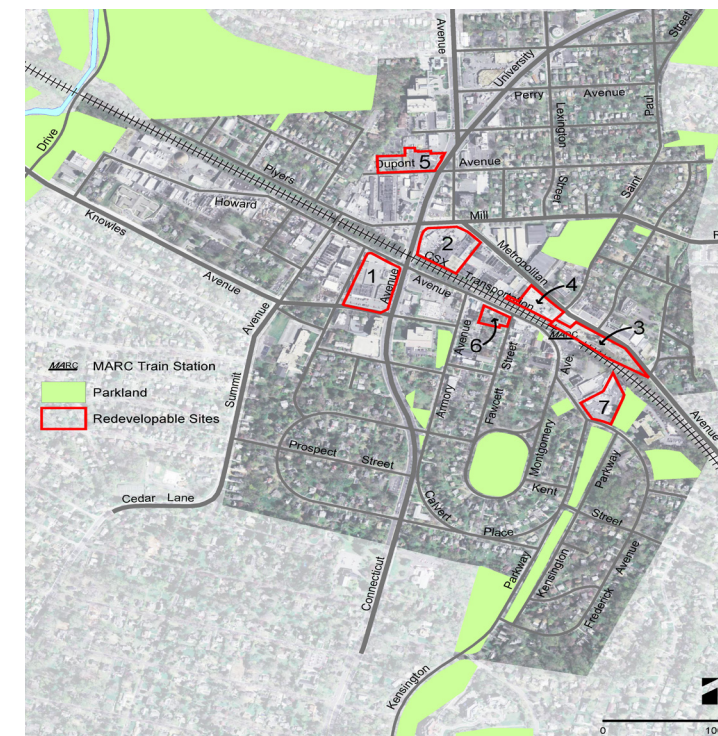 Avenue
University
Street
Perry Avenue
Lexington
Street
Paul
Saint
Drive
Plyers
Dupont 5 Avenue
Howard
Mill
Knowles
Avenue
2
CSX
Transportation
Metropolitan
Avenue
1
Avenue
4
3
6
MARC
Ave
Avenue
Summit
Avenue
Armory
Avenue
Fawcett
Street
Montgomery
7
Avenue
MARC MARC Train Station
Parkland
Redevelopable Sites
Prospect Street
Cedar Lane
Calvert
Place
Kent
Street
Parkway
Parkway
Kensington
Frederick
Avenue
Connecticut
Kensington
0